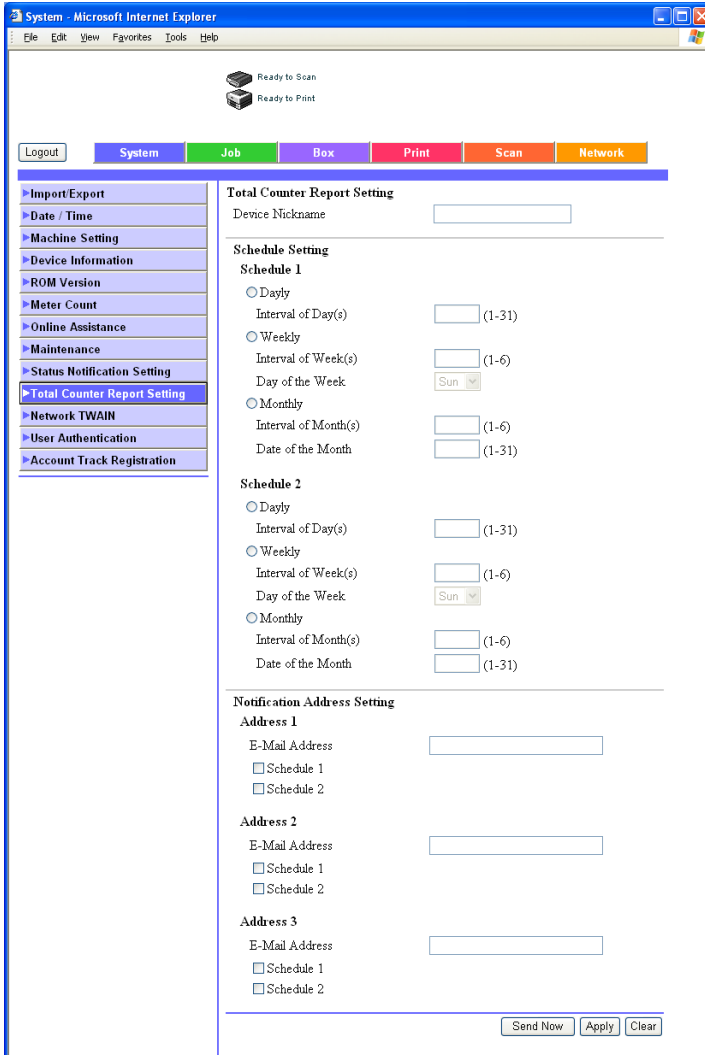 System - Microsoft Internet Explorer
File Edit View Favorites Tools Help
Ready to Scan
Ready to Print
Logout System Job Box Print Scan Network
Import/Export
Date / Time
Machine Setting
Device Information
ROM Version
Meter Count
Online Assistance
Maintenance
Status Notification Setting
Total Counter Report Setting
Network TWAIN
User Authentication
Account Track Registration
Total Counter Report Setting
Device Nickname
Schedule Setting
Schedule 1
Dayly
Interval of Day(s) (1-31)
Weekly
Interval of Week(s) (1-6)
Day of the Week Sun
Monthly
Interval of Month(s) (1-6)
Date of the Month (1-31)
Schedule 2
Dayly
Interval of Day(s) (1-31)
Weekly
Interval of Week(s) (1-6)
Day of the Week Sun
Monthly
Interval of Month(s) (1-6)
Date of the Month (1-31)
Notification Address Setting
Address 1
E-Mail Address
Schedule 1
Schedule 2
Address 2
E-Mail Address
Schedule 1
Schedule 2
Address 3
E-Mail Address
Schedule 1
Schedule 2
Send Now Apply Clear